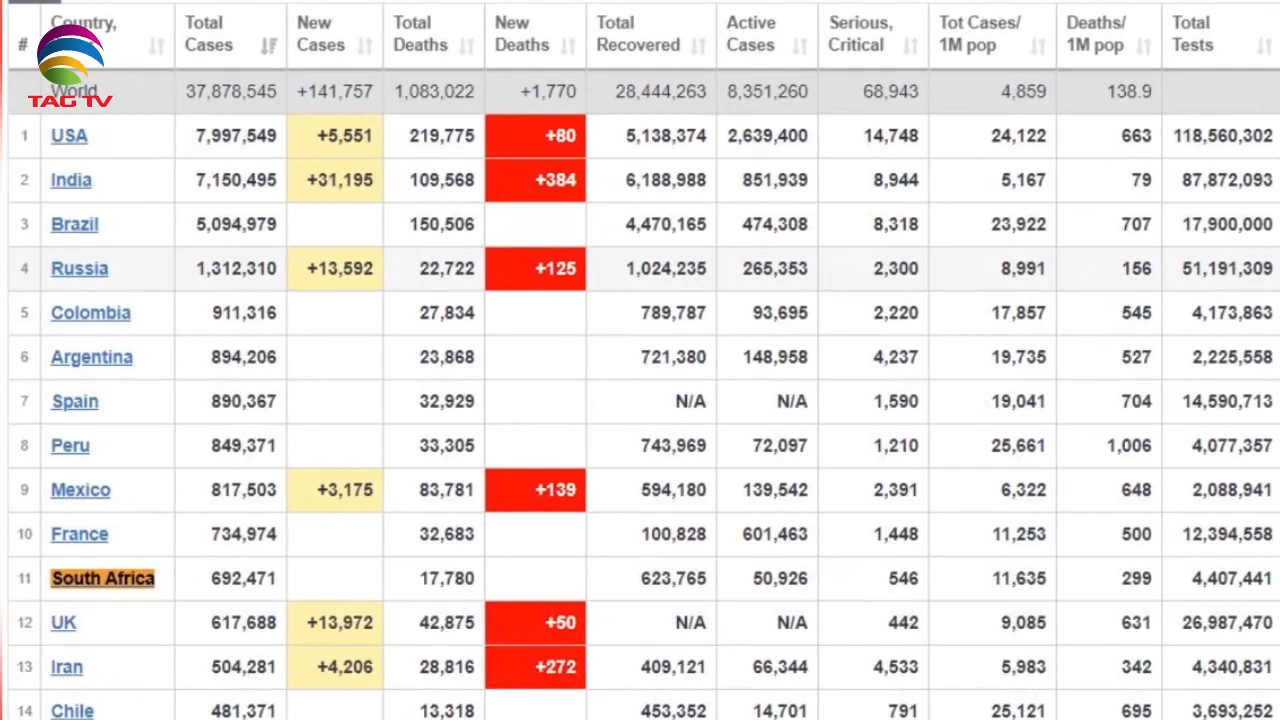 # Country, Total Cases New Cases Total Deaths New Deaths Total Recovered Active Cases Serious, Critical Tot Cases/ 1M pop Deaths/ 1M pop Total Tests
TAG TV
World 37,878,545 +141,757 1,083,022 +1,770 28,444,263 8,351,260 68,943 4,859 138.9
1 USA 7,997,549 +5,551 219,775 +80 5,138,374 2,639,400 14,748 24,122 663 118,560,302
2 India 7,150,495 +31,195 109,568 +384 6,188,988 851,939 8,944 5,167 79 87,872,093
3 Brazil 5,094,979 150,506 4,470,165 474,308 8,318 23,922 707 17,900,000
4 Russia 1,312,310 +13,592 22,722 +125 1,024,235 265,353 2,300 8,991 156 51,191,309
5 Colombia 911,316 27,834 789,787 93,695 2,220 17,857 545 4,173,863
6 Argentina 894,206 23,868 721,380 148,958 4,237 19,735 527 2,225,558
7 Spain 890,367 32,929 N/A N/A 1,590 19,041 704 14,590,713
8 Peru 849,371 33,305 743,969 72,097 1,210 25,661 1,006 4,077,357
9 Mexico 817,503 +3,175 83,781 +139 594,180 139,542 2,391 6,322 648 2,088,941
10 France 734,974 32,683 100,828 601,463 1,448 11,253 500 12,394,558
11 South Africa 692,471 17,780 623,765 50,926 546 11,635 299 4,407,441
12 UK 617,688 +13,972 42,875 +50 N/A N/A 442 9,085 631 26,987,470
13 Iran 504,281 +4,206 28,816 +272 409,121 66,344 4,533 5,983 342 4,340,831
14 Chile 481,371 13,318 453,352 14,701 791 25,121 695 3,693,252